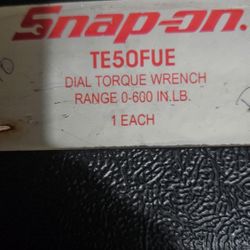 Snap-on
TE50FUE
DIAL TORQUE WRENCH
RANGE 0-600 IN.LB.
1 EACH